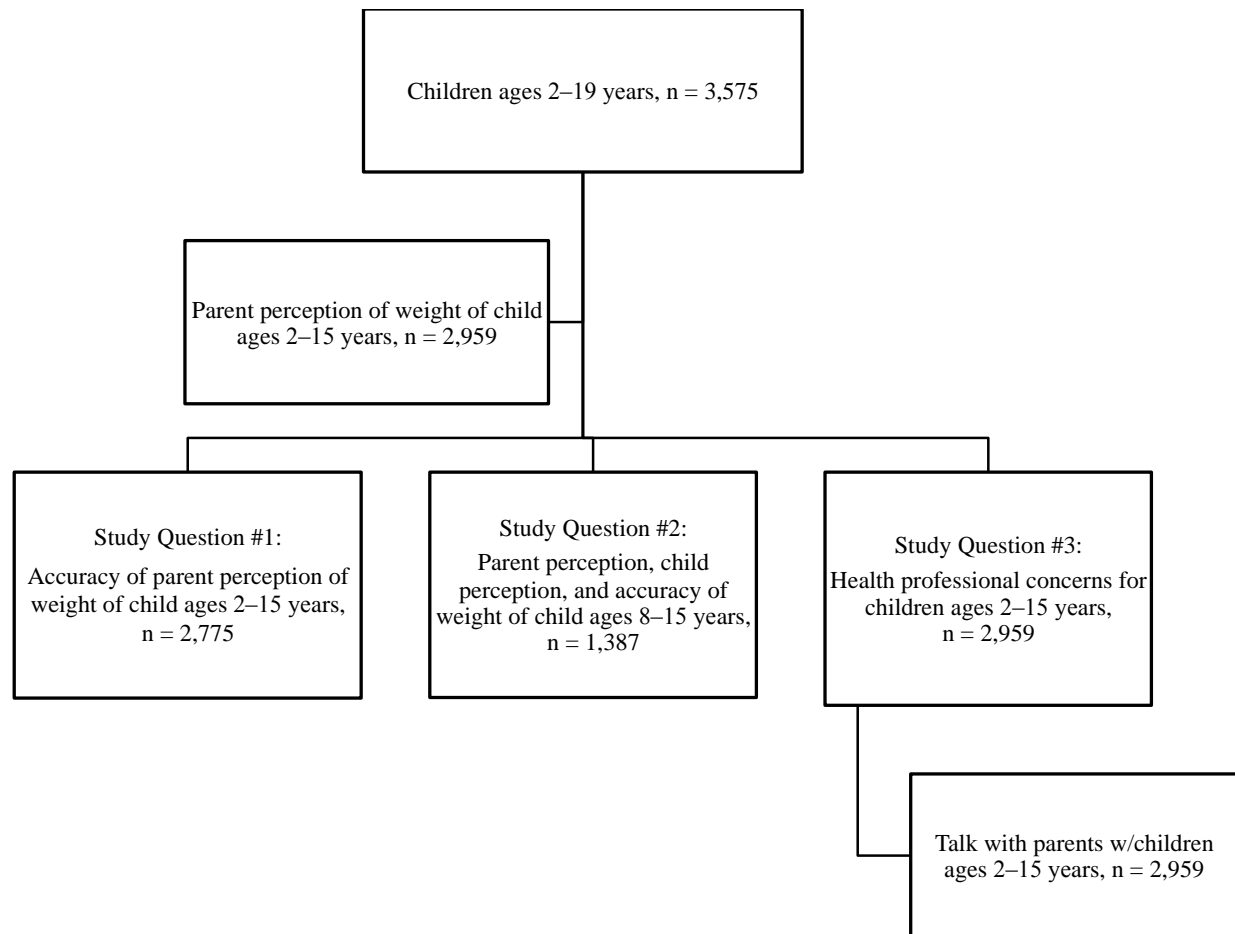 Children ages 2–19 years, n = 3,575
Parent perception of weight of child
ages 2–15 years, n = 2,959
Study Question #1:
Accuracy of parent perception of
weight of child ages 2–15 years,
n = 2,775
Study Question #2:
Parent perception, child
perception, and accuracy of
weight of child ages 8–15 years,
n = 1,387
Study Question #3:
Health professional concerns for
children ages 2–15 years,
n = 2,959
Talk with parents w/children
ages 2–15 years, n = 2,959